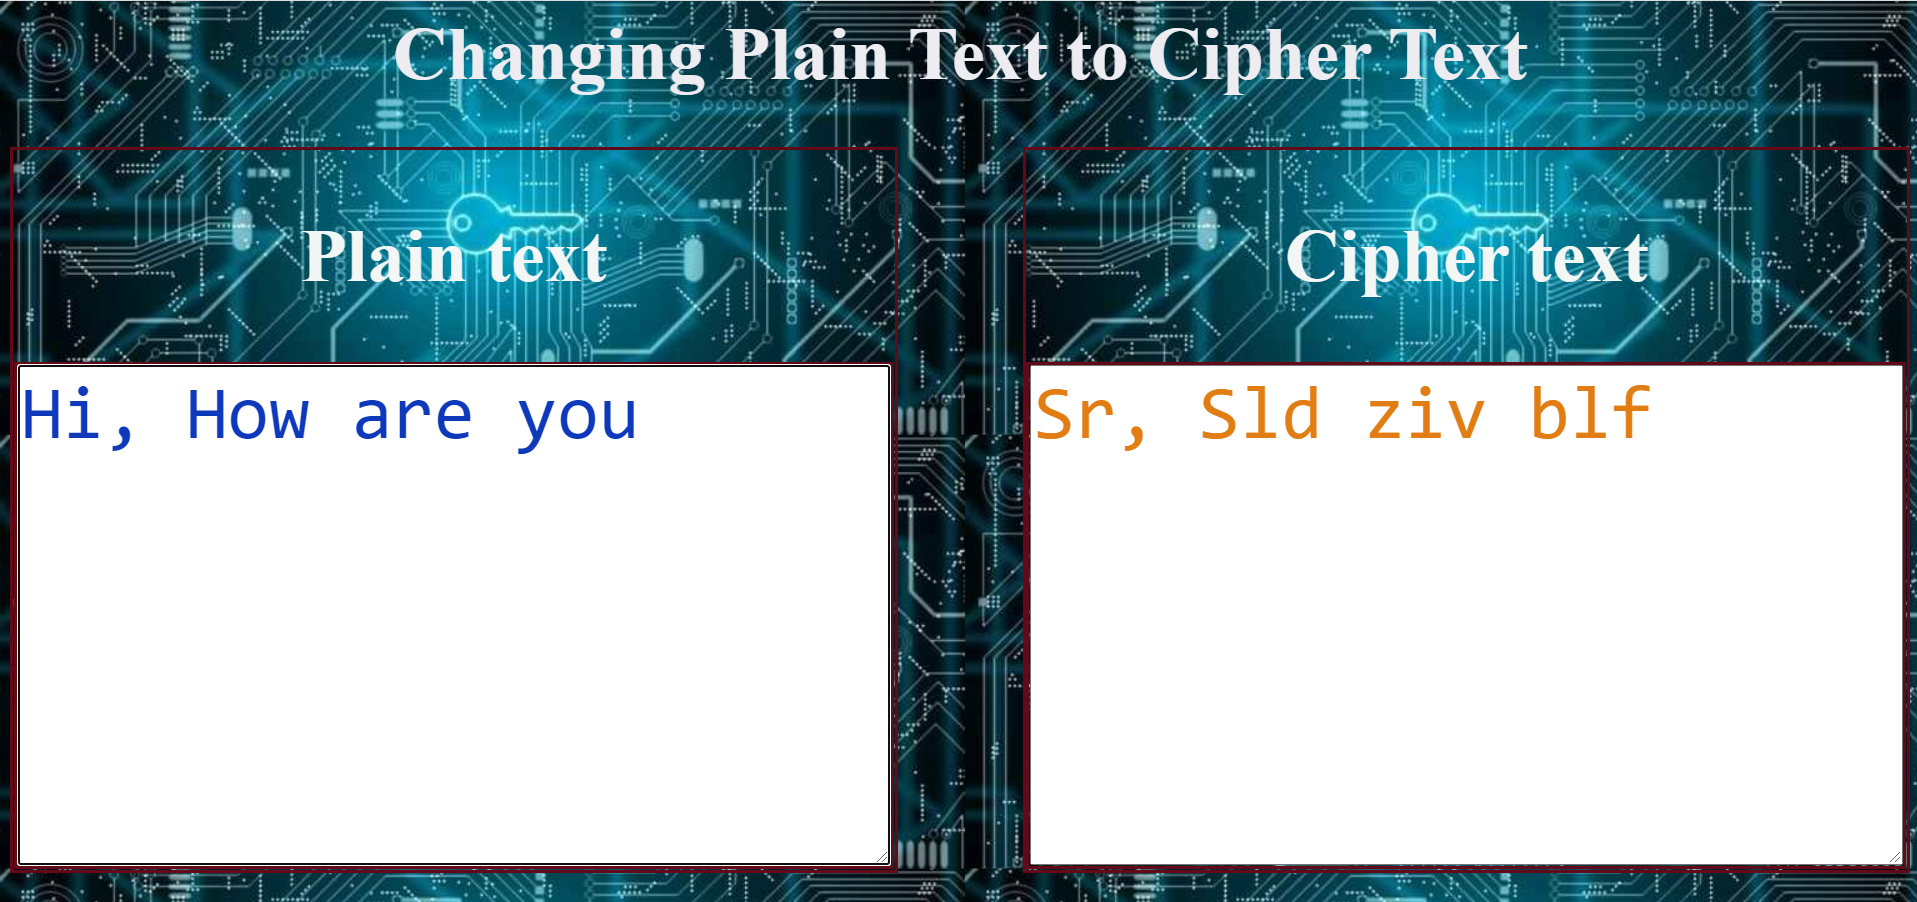 Changing Plain Text to Cipher Text
Plain text
Hi, How are you
Cipher text
Sr, Sld ziv blf